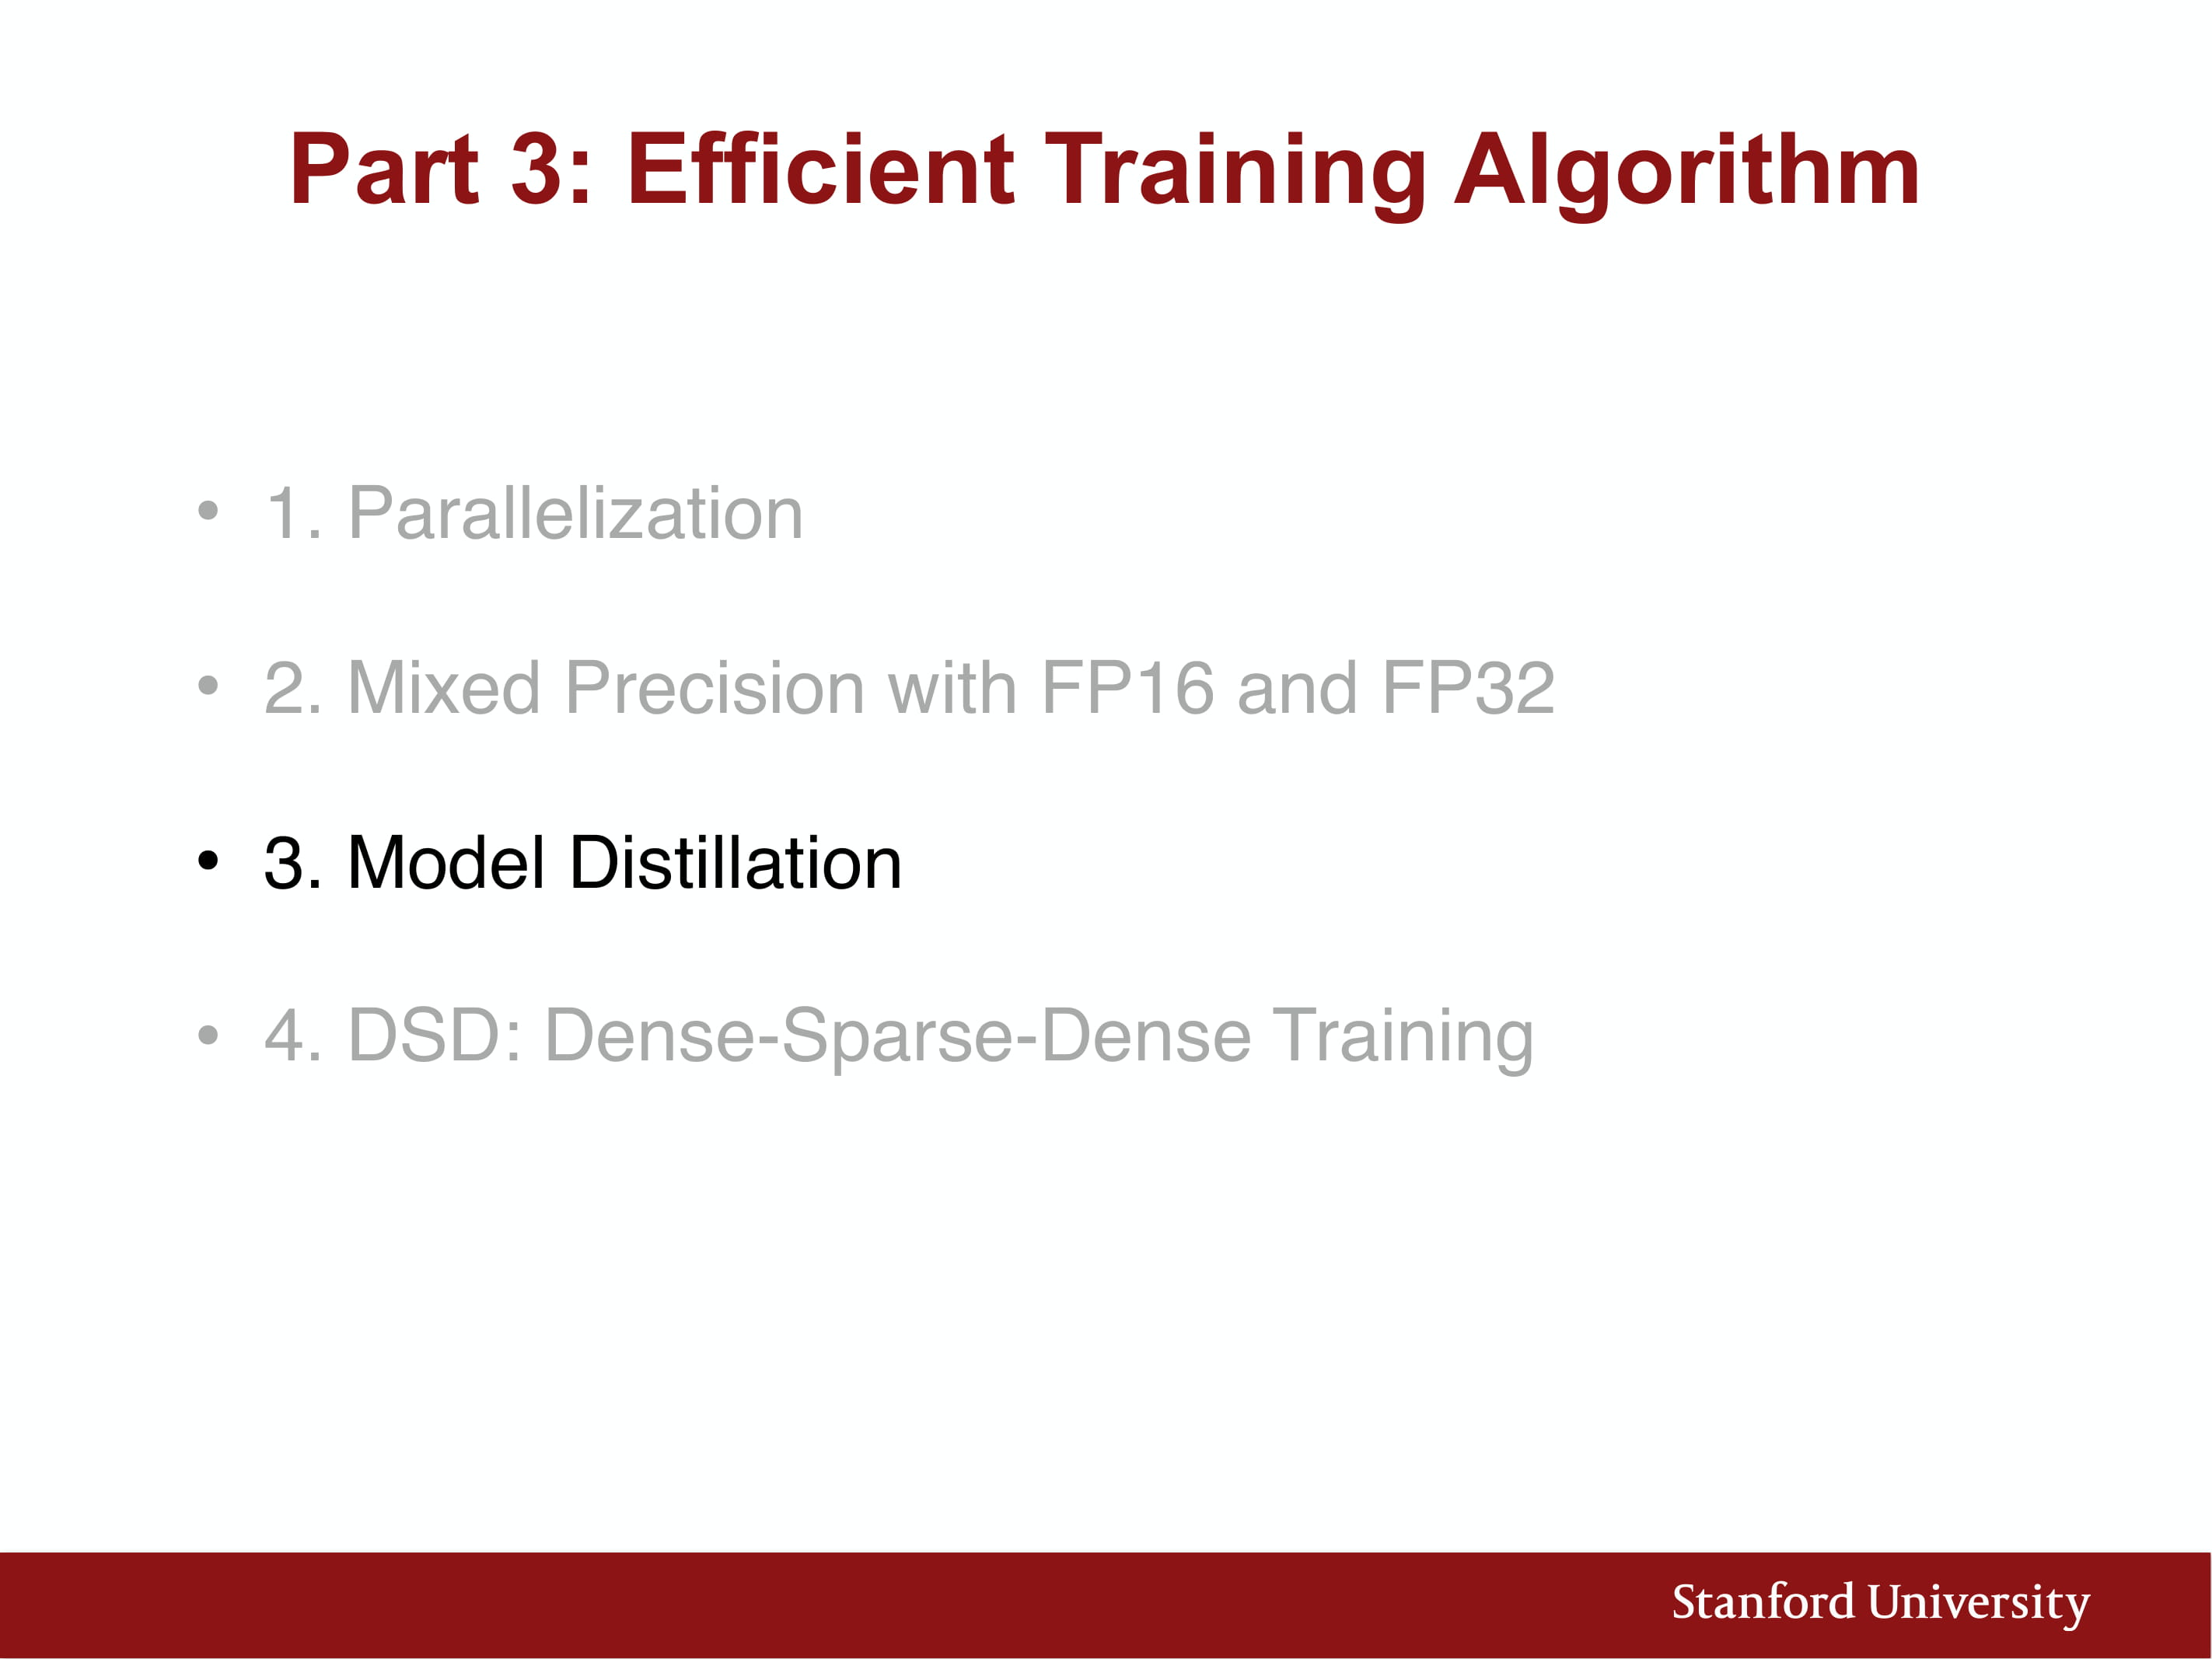 Part 3: Efficient Training Algorithm
• 1. Parallelization
• 2. Mixed Precision with FP16 and FP32
• 3. Model Distillation
• 4. DSD: Dense-Sparse-Dense Training
Stanford University